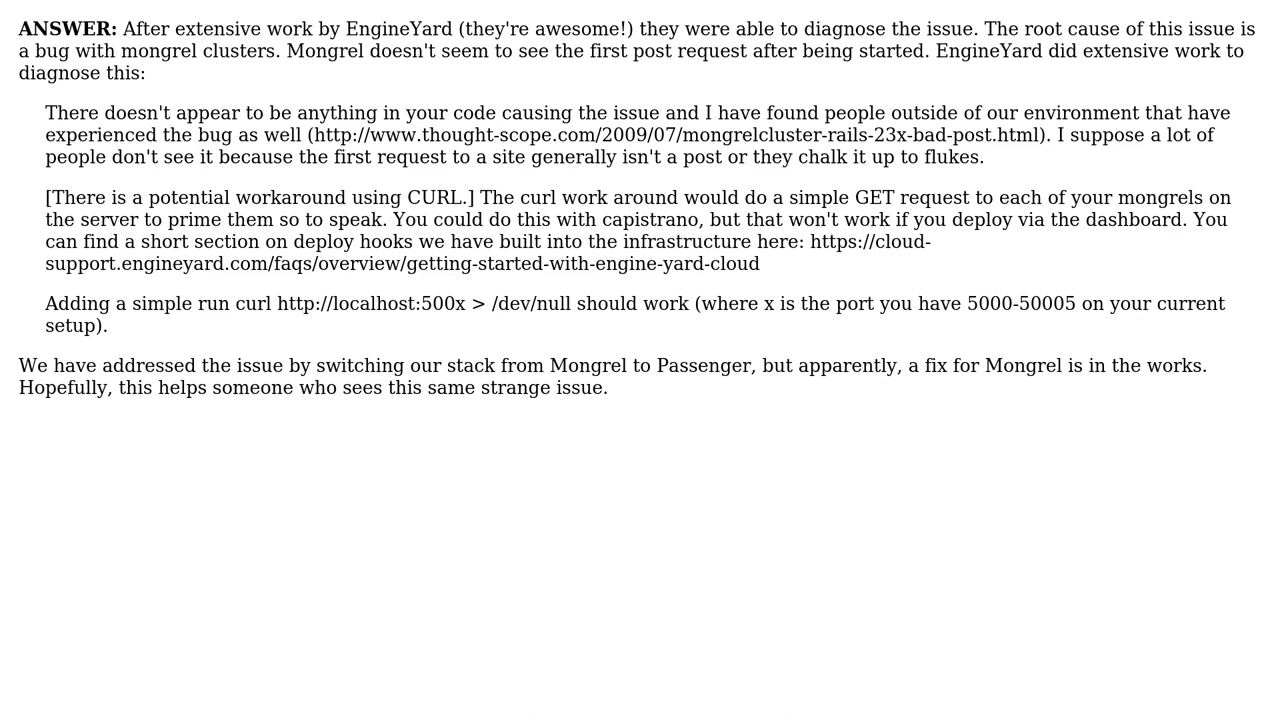 ANSWER: After extensive work by EngineYard (they're awesome!) they were able to diagnose the issue. The root cause of this issue is
a bug with mongrel clusters. Mongrel doesn't seem to see the first post request after being started. EngineYard did extensive work to
diagnose this:
There doesn't appear to be anything in your code causing the issue and I have found people outside of our environment that have
experienced the bug as well (http://www.thought-scope.com/2009/07/mongrelcluster-rails-23x-bad-post.html). I suppose a lot of
people don't see it because the first request to a site generally isn't a post or they chalk it up to flukes.
[There is a potential workaround using CURL.] The curl work around would do a simple GET request to each of your mongrels on
the server to prime them so to speak. You could do this with capistrano, but that won't work if you deploy via the dashboard. You
can find a short section on deploy hooks we have built into the infrastructure here: https://cloud-
support.engineyard.com/faqs/overview/getting-started-with-engine-yard-cloud
Adding a simple run curl http://localhost:500x > /dev/null should work (where x is the port you have 5000-50005 on your current
setup).
We have addressed the issue by switching our stack from Mongrel to Passenger, but apparently, a fix for Mongrel is in the works.
Hopefully, this helps someone who sees this same strange issue.